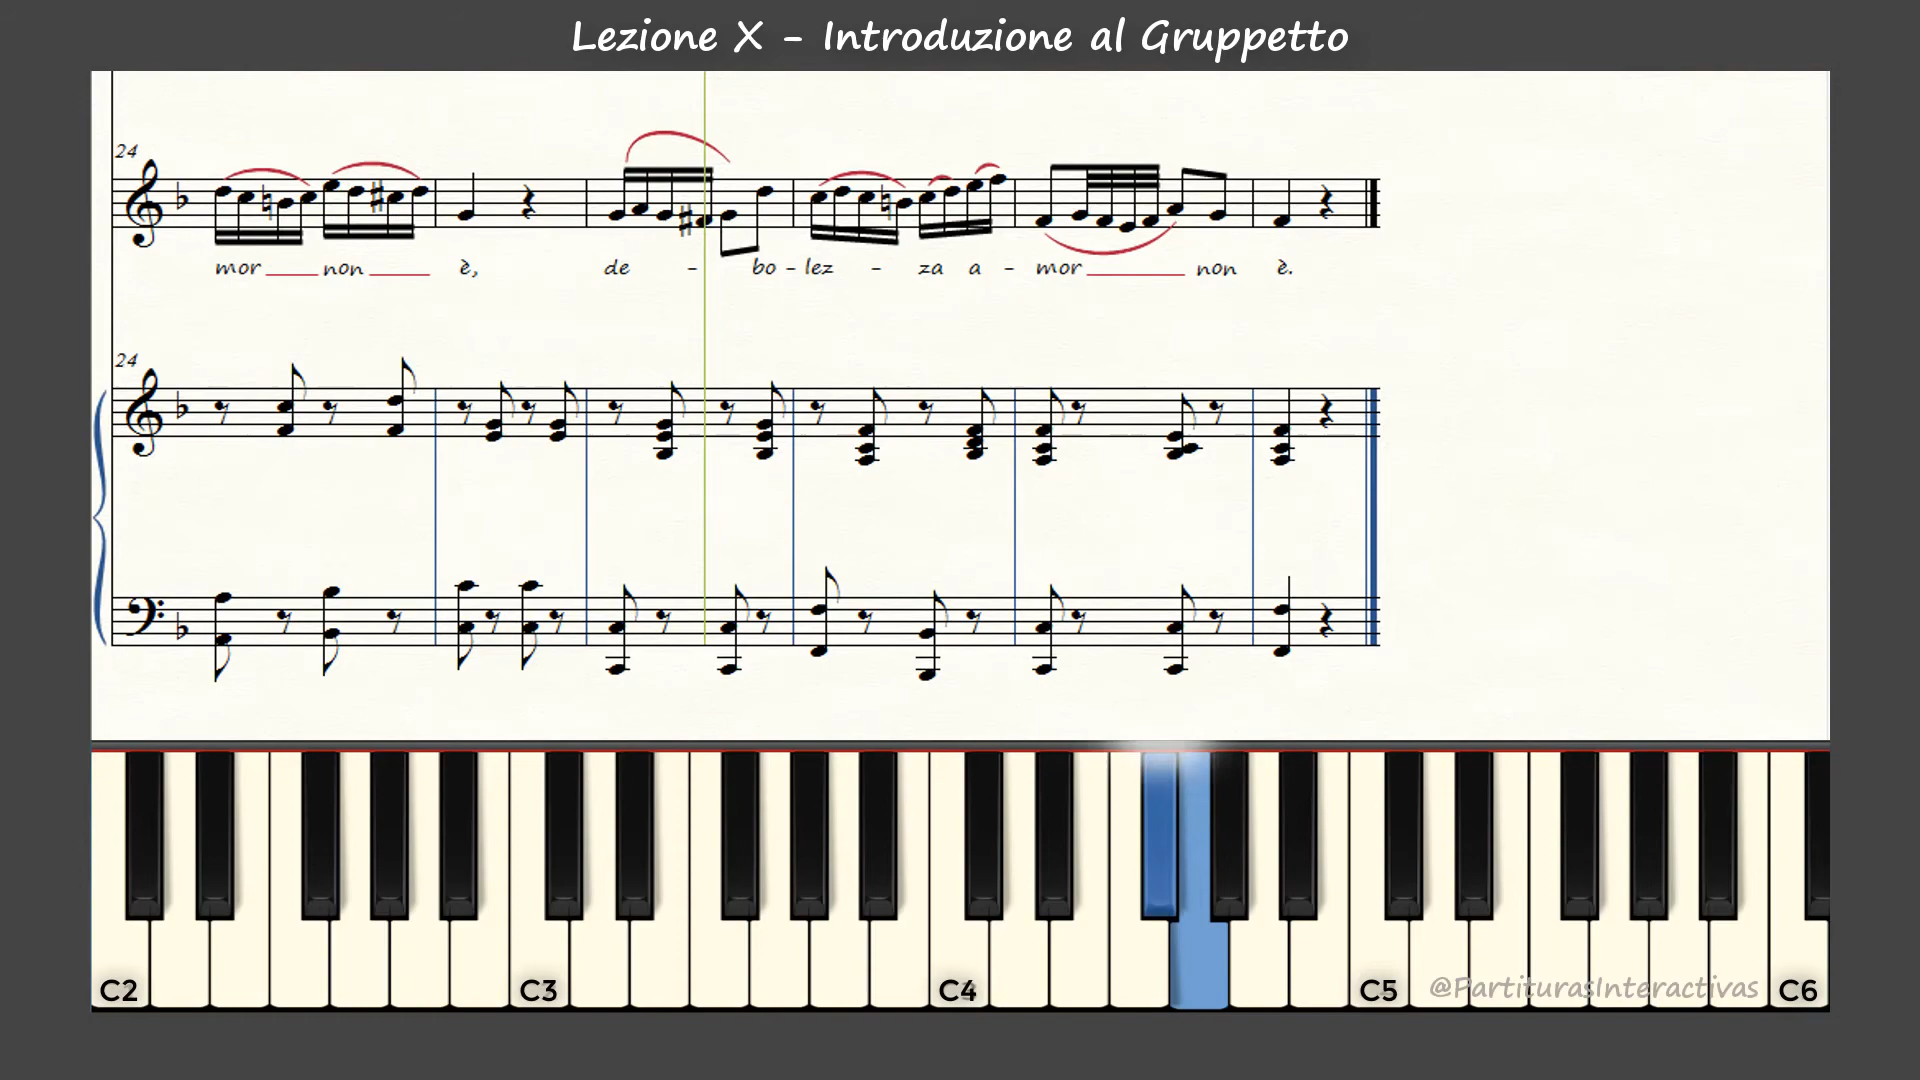 Lezione X - Introduzione al Gruppetto
24
mor non è, de - bo - lez - za a - mor non è.
24
C2 C3 C4 C5 C6
@PartiturasInteractivas